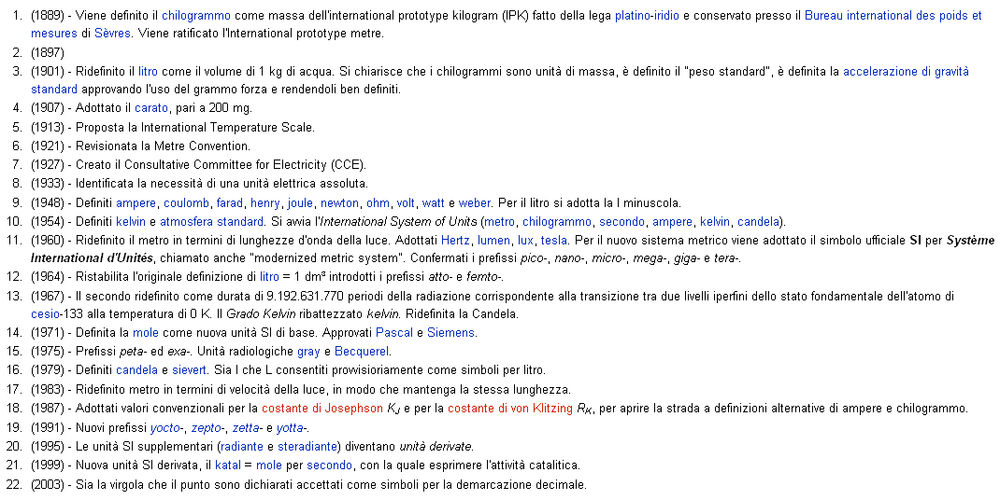 1. (1889) - Viene definito il chilogrammo come massa dell'international prototype kilogram (IPK) fatto della lega platino-iridio e conservato presso il Bureau international des poids et
mesures di Sèvres. Viene ratificato l'International prototype metre.
2. (1897)
3. (1901) - Ridefinito il litro come il volume di 1 kg di acqua. Si chiarisce che i chilogrammi sono unità di massa, è definito il "peso standard", è definita la accelerazione di gravità
standard approvando l'uso del grammo forza e rendendoli ben definiti.
4. (1907) - Adottato il carato, pari a 200 mg.
5. (1913) - Proposta la International Temperature Scale.
6. (1921) - Revisionata la Metre Convention.
7. (1927) - Creato il Consultative Committee for Electricity (CCE).
8. (1933) - Identificata la necessità di una unità elettrica assoluta.
9. (1948) - Definiti ampere, coulomb, farad, henry, joule, newton, ohm, volt, watt e weber. Per il litro si adotta la l minuscola.
10. (1954) - Definiti kelvin e atmosfera standard. Si avvia l'International System of Units (metro, chilogrammo, secondo, ampere, kelvin, candela).
11. (1960) - Ridefinito il metro in termini di lunghezze d'onda della luce. Adottati Hertz, lumen, lux, tesla. Per il nuovo sistema metrico viene adottato il simbolo ufficiale SI per Système
International d'Unités, chiamato anche "modernized metric system". Confermati i prefissi pico-, nano-, micro-, mega-, giga- e tera-.
12. (1964) - Ristabilita l'originale definizione di litro = 1 dm³ introdotti i prefissi atto- e femto-.
13. (1967) - Il secondo ridefinito come durata di 9.192.631.770 periodi della radiazione corrispondente alla transizione tra due livelli iperfini dello stato fondamentale dell'atomo di
cesio-133 alla temperatura di 0 K. Il Grado Kelvin ribattezzato kelvin. Ridefinita la Candela.
14. (1971) - Definita la mole come nuova unità SI di base. Approvati Pascal e Siemens.
15. (1975) - Prefissi peta- ed exa-. Unità radiologiche gray e Becquerel.
16. (1979) - Definiti candela e sievert. Sia l che L consentiti provvisioriamente come simboli per litro.
17. (1983) - Ridefinito metro in termini di velocità della luce, in modo che mantenga la stessa lunghezza.
18. (1987) - Adottati valori convenzionali per la costante di Josephson KJ e per la costante di von Klitzing RK, per aprire la strada a definizioni alternative di ampere e chilogrammo.
19. (1991) - Nuovi prefissi yocto-, zepto-, zetta- e yotta-.
20. (1995) - Le unità SI supplementari (radiante e steradiante) diventano unità derivate.
21. (1999) - Nuova unità SI derivata, il katal = mole per secondo, con la quale esprimere l'attività catalitica.
22. (2003) - Sia la virgola che il punto sono dichiarati accettati come simboli per la demarcazione decimale.